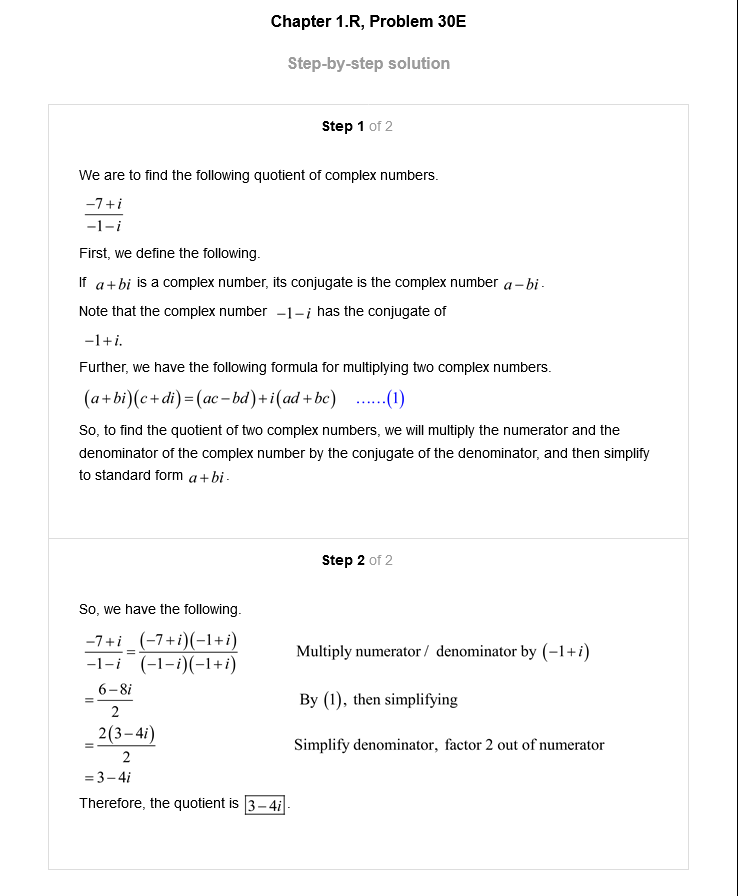 Chapter 1.R, Problem 30E
Step-by-step solution
Step 1 of 2
We are to find the following quotient of complex numbers.
−7+i
−1−i
First, we define the following.
If a+bi is a complex number, its conjugate is the complex number a−bi.
Note that the complex number −1−i has the conjugate of
−1+i.
Further, we have the following formula for multiplying two complex numbers.
(a+bi)(c+di)=(ac−bd)+i(ad+bc) ......(1)
So, to find the quotient of two complex numbers, we will multiply the numerator and the
denominator of the complex number by the conjugate of the denominator, and then simplify
to standard form a+bi.
Step 2 of 2
So, we have the following.
−7+i/−1−i = (−7+i)(−1+i)/(−1−i)(−1+i) Multiply numerator / denominator by (−1+i)
= 6−8i/2 By (1), then simplifying
= 2(3−4i)/2 Simplify denominator, factor 2 out of numerator
=3−4i
Therefore, the quotient is 3−4i.